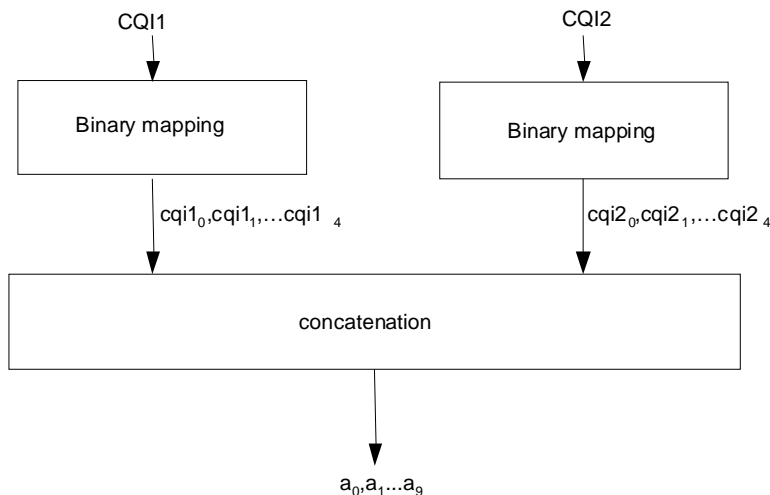 CQI1 CQI2
Binary mapping Binary mapping
cqi1₀,cqi1₁,…cqi1 ₄ cqi2₀,cqi2₁,…cqi2 ₄
concatenation
a₀,a₁...a₉